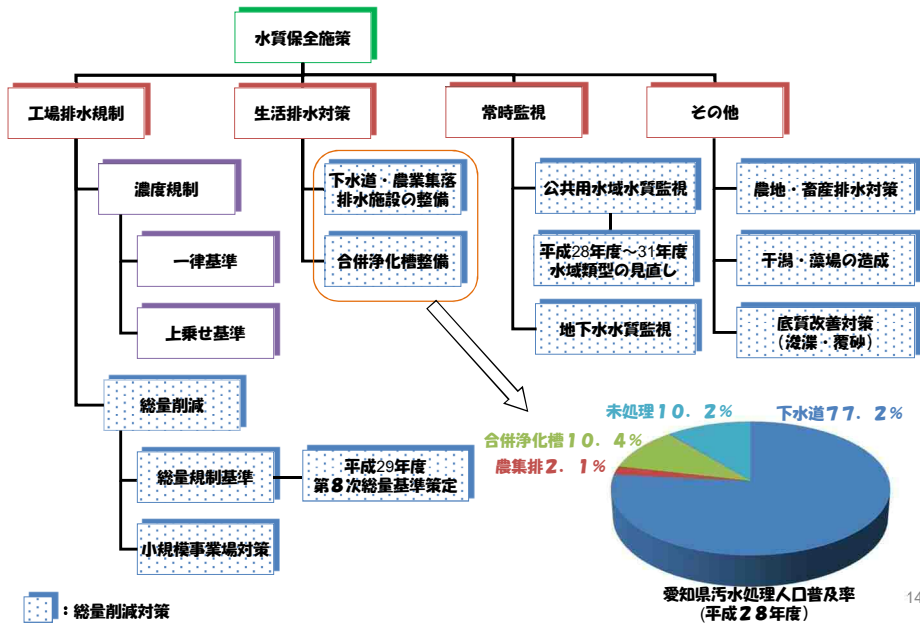 水質保全施策
工場排水規制
生活排水対策
常時監視
その他
濃度規制
一律基準
上乗せ基準
総量削減
総量規制基準
平成29年度
第8次総量基準策定
小規模事業場対策
下水道・農業集落
排水施設の整備
合併浄化槽整備
公共用水域水質監視
平成28年度～31年度
水域類型の見直し
地下水水質監視
農地・畜産排水対策
干潟・藻場の造成
底質改善対策
(浚渫・覆砂)
未処理10.2%
下水道77.2%
合併浄化槽10.4%
農集排2.1%
愛知県汚水処理人口普及率
(平成28年度)
：総量削減対策
14